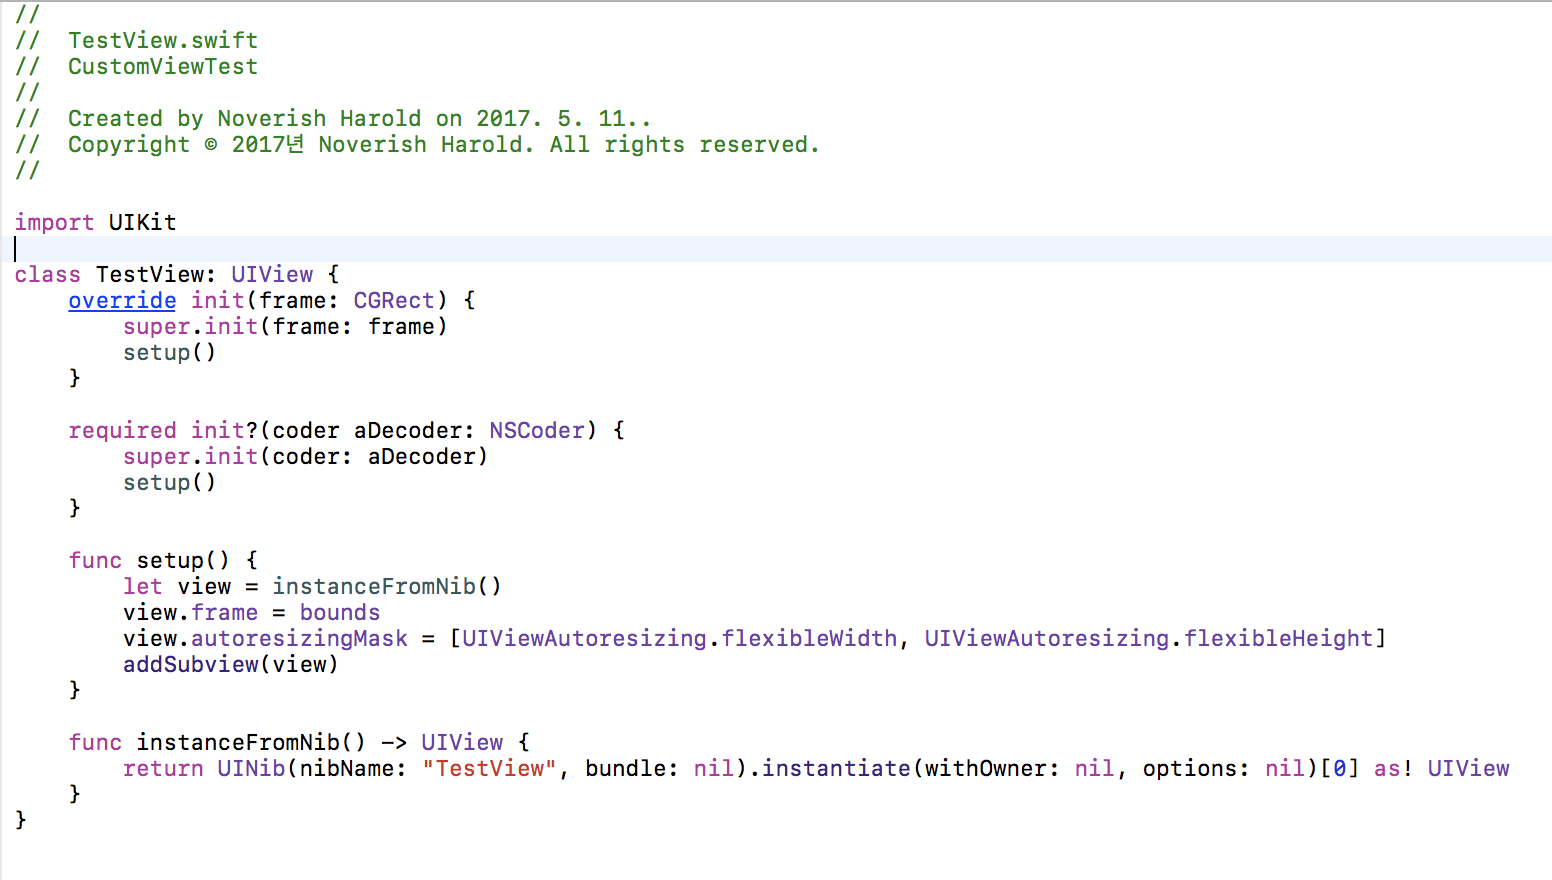 //
//  TestView.swift
//  CustomViewTest
//
//  Created by Noverish Harold on 2017. 5. 11..
//  Copyright © 2017년 Noverish Harold. All rights reserved.
//
import UIKit
class TestView: UIView {
    override init(frame: CGRect) {
        super.init(frame: frame)
        setup()
    }
    required init?(coder aDecoder: NSCoder) {
        super.init(coder: aDecoder)
        setup()
    }
    func setup() {
        let view = instanceFromNib()
        view.frame = bounds
        view.autoresizingMask = [UIViewAutoresizing.flexibleWidth, UIViewAutoresizing.flexibleHeight]
        addSubview(view)
    }
    func instanceFromNib() -> UIView {
        return UINib(nibName: "TestView", bundle: nil).instantiate(withOwner: nil, options: nil)[0] as! UIView
    }
}